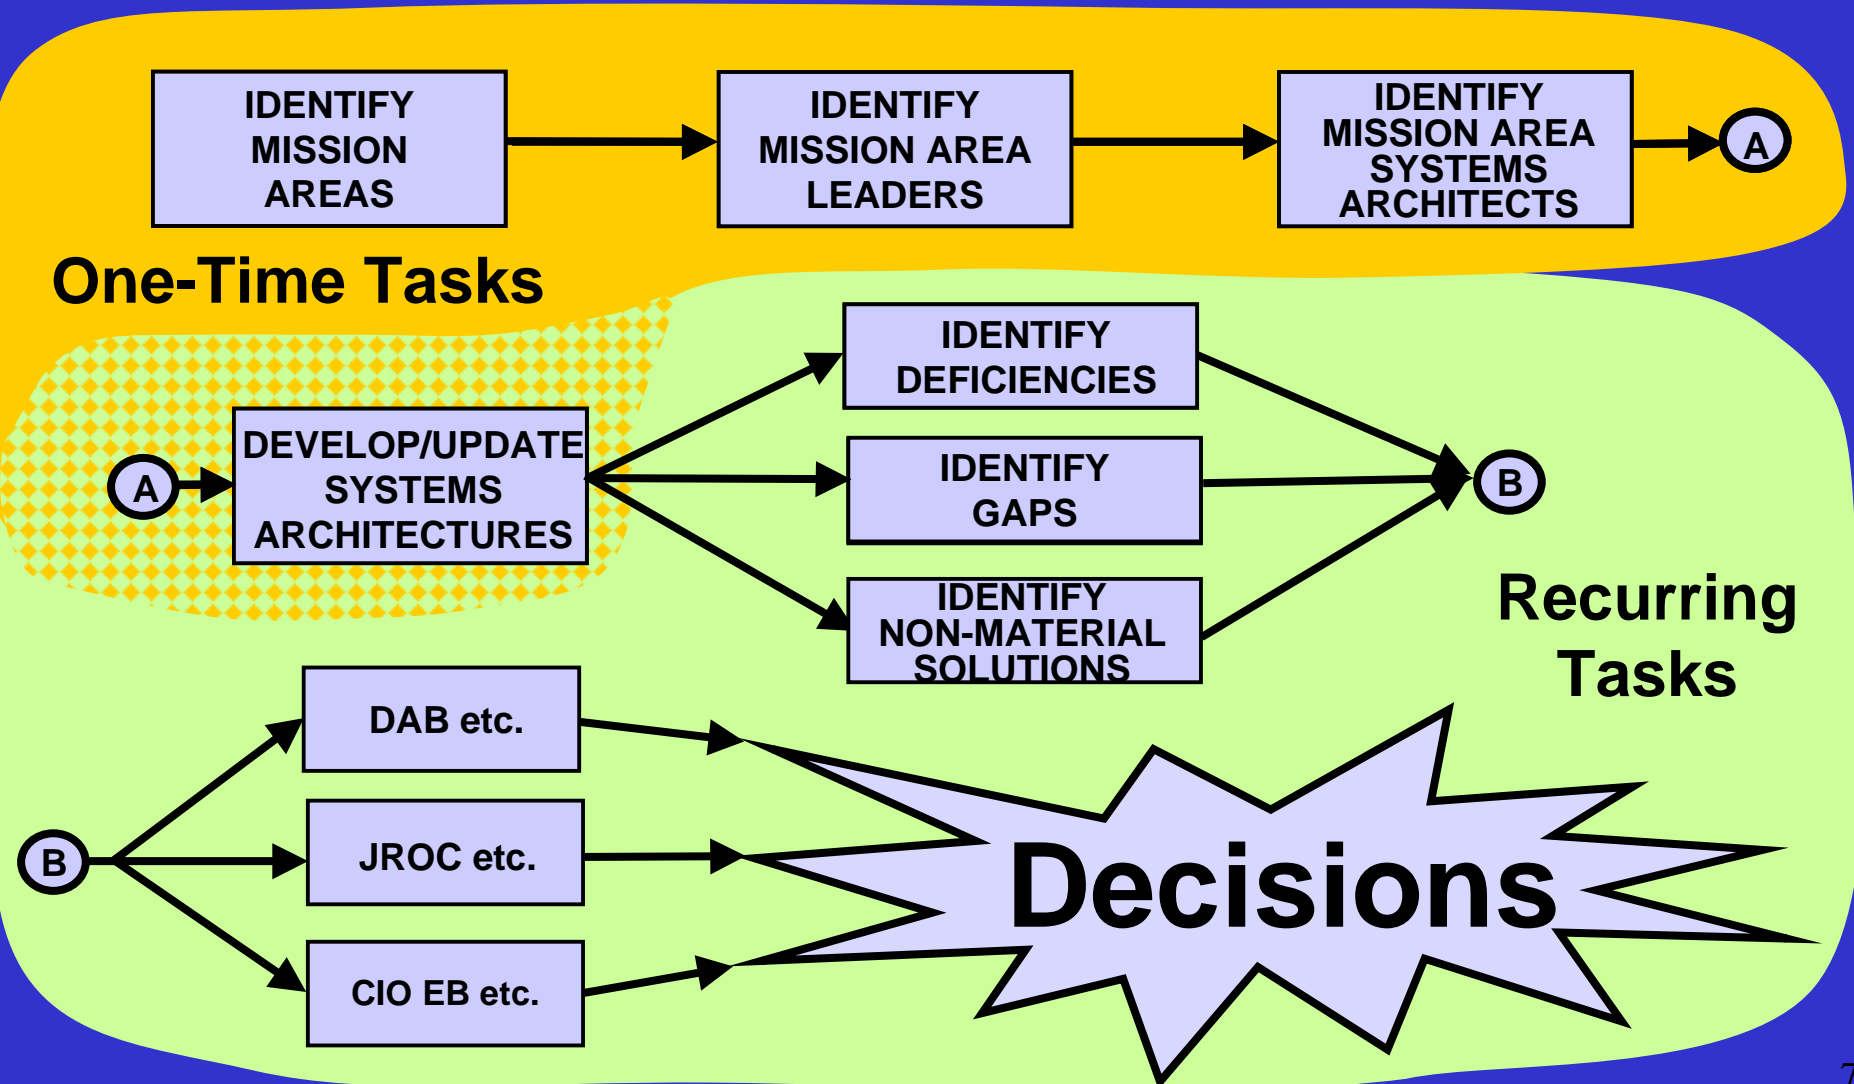 IDENTIFY
MISSION
AREAS
IDENTIFY
MISSION AREA
LEADERS
IDENTIFY
MISSION AREA
SYSTEMS
ARCHITECTS
A
One-Time Tasks
A
DEVELOP/UPDATE
SYSTEMS
ARCHITECTURES
IDENTIFY
DEFICIENCIES
IDENTIFY
GAPS
IDENTIFY
NON-MATERIAL
SOLUTIONS
B
Recurring
Tasks
B
DAB etc.
JROC etc.
CIO EB etc.
Decisions
7